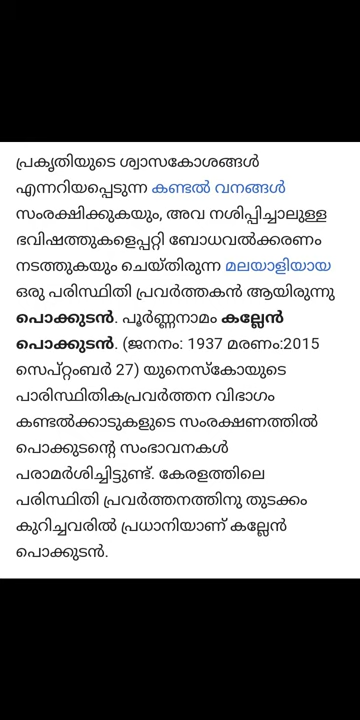 പ്രകൃതിയുടെ ശ്വാസകോശങ്ങൾ
എന്നറിയപ്പെടുന്ന കണ്ടൽ വനങ്ങൾ
സംരക്ഷിക്കുകയും, അവ നശിപ്പിച്ചാലുള്ള
ഭവിഷത്തുകളെപ്പറ്റി ബോധവൽക്കരണം
നടത്തുകയും ചെയ്തിരുന്ന മലയാളിയായ
ഒരു പരിസ്ഥിതി പ്രവർത്തകൻ ആയിരുന്നു
പൊക്കുടൻ. പൂർണ്ണനാമം കല്ലേൻ
പൊക്കുടൻ. (ജനനം: 1937 മരണം:2015
സെപ്റ്റംബർ 27) യുനെസ്കോയുടെ
പാരിസ്ഥിതികപ്രവർത്തന വിഭാഗം
കണ്ടൽക്കാടുകളുടെ സംരക്ഷണത്തിൽ
പൊക്കുടന്റെ സംഭാവനകൾ
പരാമർശിച്ചിട്ടുണ്ട്. കേരളത്തിലെ
പരിസ്ഥിതി പ്രവർത്തനത്തിനു തുടക്കം
കുറിച്ചവരിൽ പ്രധാനിയാണ് കല്ലേൻ
പൊക്കുടൻ.